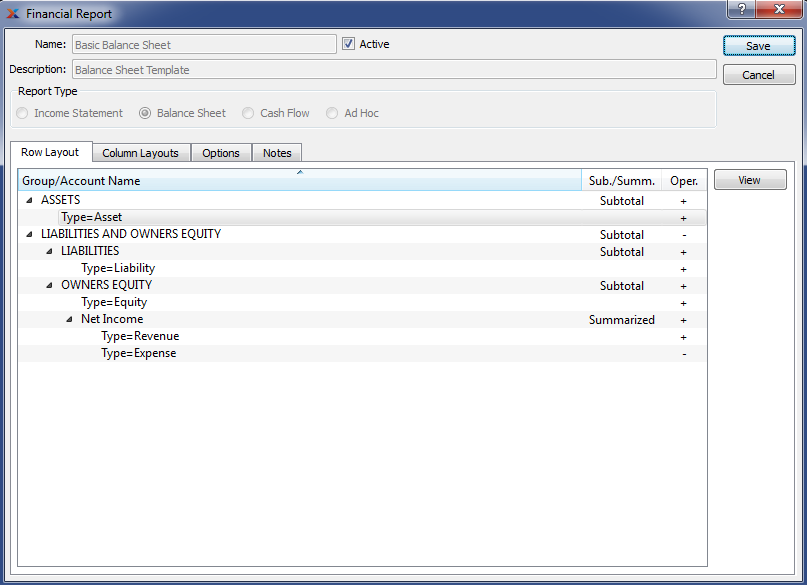 Financial Report
?
Name: Basic Balance Sheet Active
Save
Description: Balance Sheet Template
Cancel
Report Type
Income Statement Balance Sheet Cash Flow Ad Hoc
Row Layout Column Layouts Options Notes
Group/Account Name Sub./Summ. Oper.
View
ASSETS Subtotal +
Type=Asset +
LIABILITIES AND OWNERS EQUITY Subtotal -
LIABILITIES Subtotal +
Type=Liability +
OWNERS EQUITY Subtotal +
Type=Equity +
Net Income Summarized +
Type=Revenue +
Type=Expense -